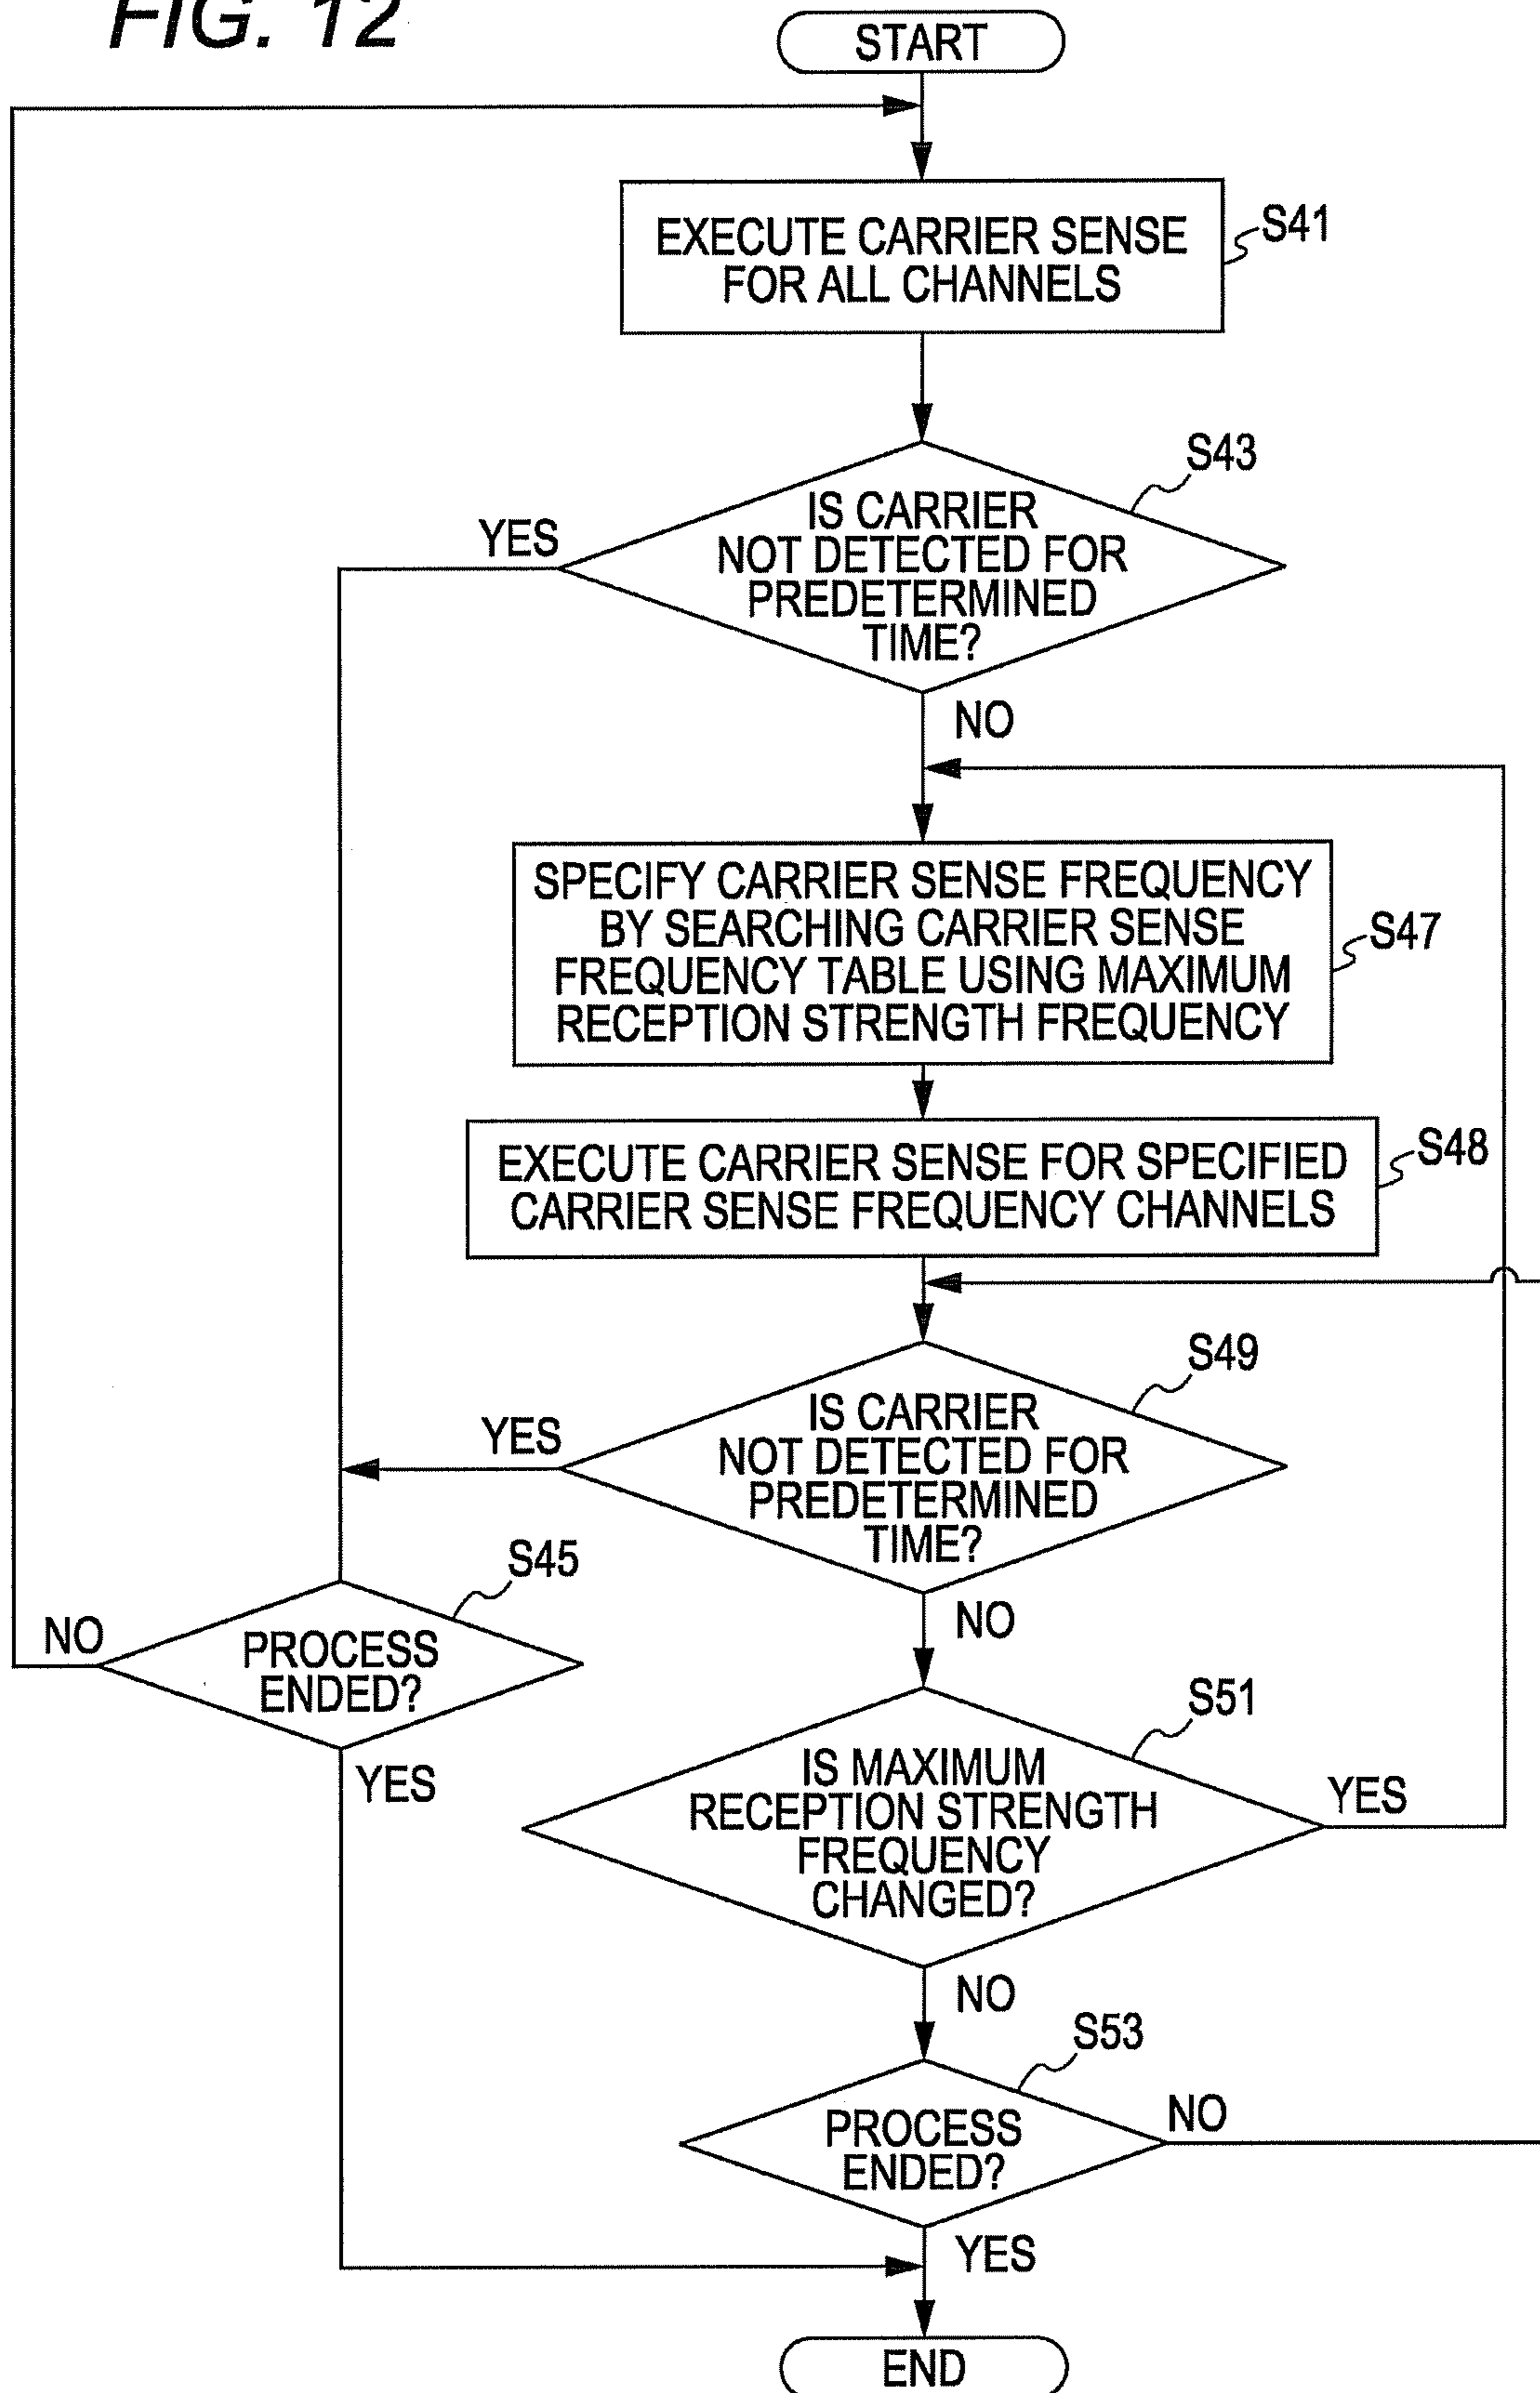 FIG. 12
START
EXECUTE CARRIER SENSE
FOR ALL CHANNELS
S41
S43
IS CARRIER
NOT DETECTED FOR
PREDETERMINED
TIME?
YES
NO
SPECIFY CARRIER SENSE FREQUENCY
BY SEARCHING CARRIER SENSE
FREQUENCY TABLE USING MAXIMUM
RECEPTION STRENGTH FREQUENCY
S47
EXECUTE CARRIER SENSE FOR SPECIFIED
CARRIER SENSE FREQUENCY CHANNELS
S48
S49
IS CARRIER
NOT DETECTED FOR
PREDETERMINED
TIME?
YES
NO
S45
PROCESS
ENDED?
NO
YES
S51
IS MAXIMUM
RECEPTION STRENGTH
FREQUENCY
CHANGED?
YES
NO
S53
PROCESS
ENDED?
NO
YES
END